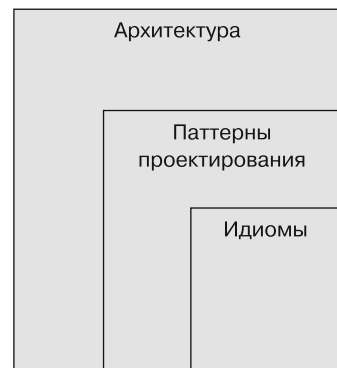 Архитектура
Паттерны
проектирования
Идиомы